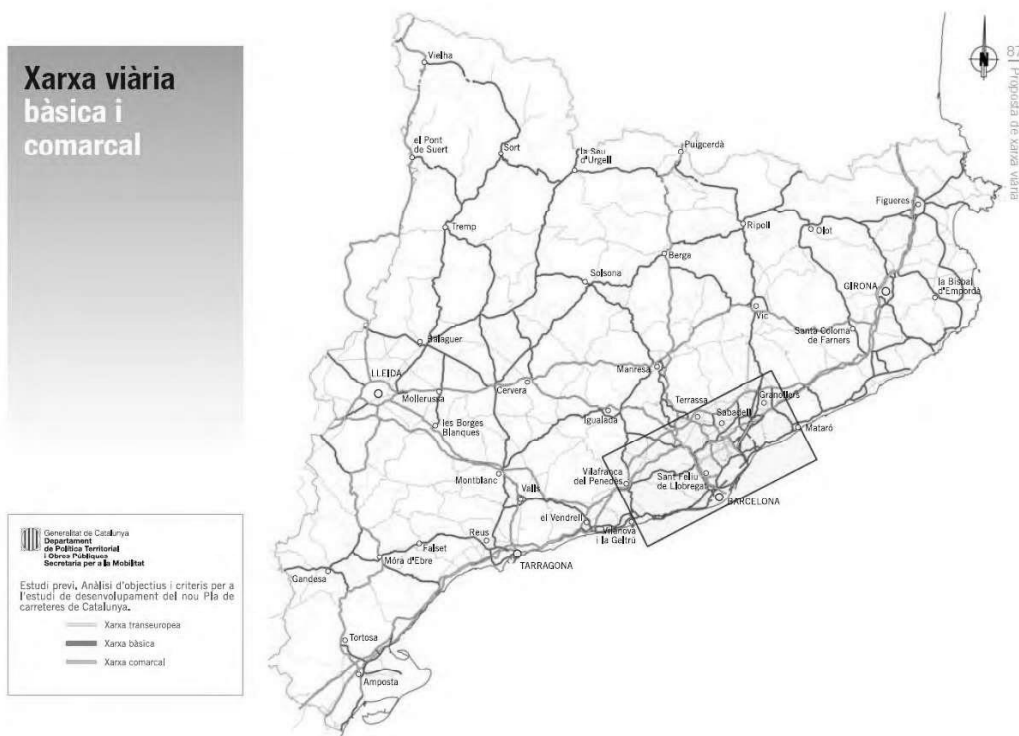 Xarxa viària
bàsica i
comarcal
87 | Proposta de xarxa viària
N
Vielha
el Pont
de Suert
Sort
la Seu
d'Urgell
Puigcerdà
Figueres
Tremp
Ripoll
Olot
Berga
Solsona
GIRONA
la Bisbal
d'Empordà
Vic
Santa Coloma
de Farners
Balaguer
Manresa
LLEIDA
Cervera
Mollerussa
Granollers
Terrassa
Sabadell
Igualada
les Borges
Blanques
Mataró
Montblanc
Vilafranca
del Penedès
Sant Feliu
de Llobregat
BARCELONA
Valls
el Vendrell
Vilanova
i la Geltrú
Reus
Falset
TARRAGONA
Móra d'Ebre
Gandesa
Tortosa
Amposta
Generalitat de Catalunya
Departament
de Política Territorial
i Obres Públiques
Secretaria per a la Mobilitat
Estudi previ. Anàlisi d'objectius i criteris per a
l'estudi de desenvolupament del nou Pla de
carreteres de Catalunya.
Xarxa transeuropea
Xarxa bàsica
Xarxa comarcal